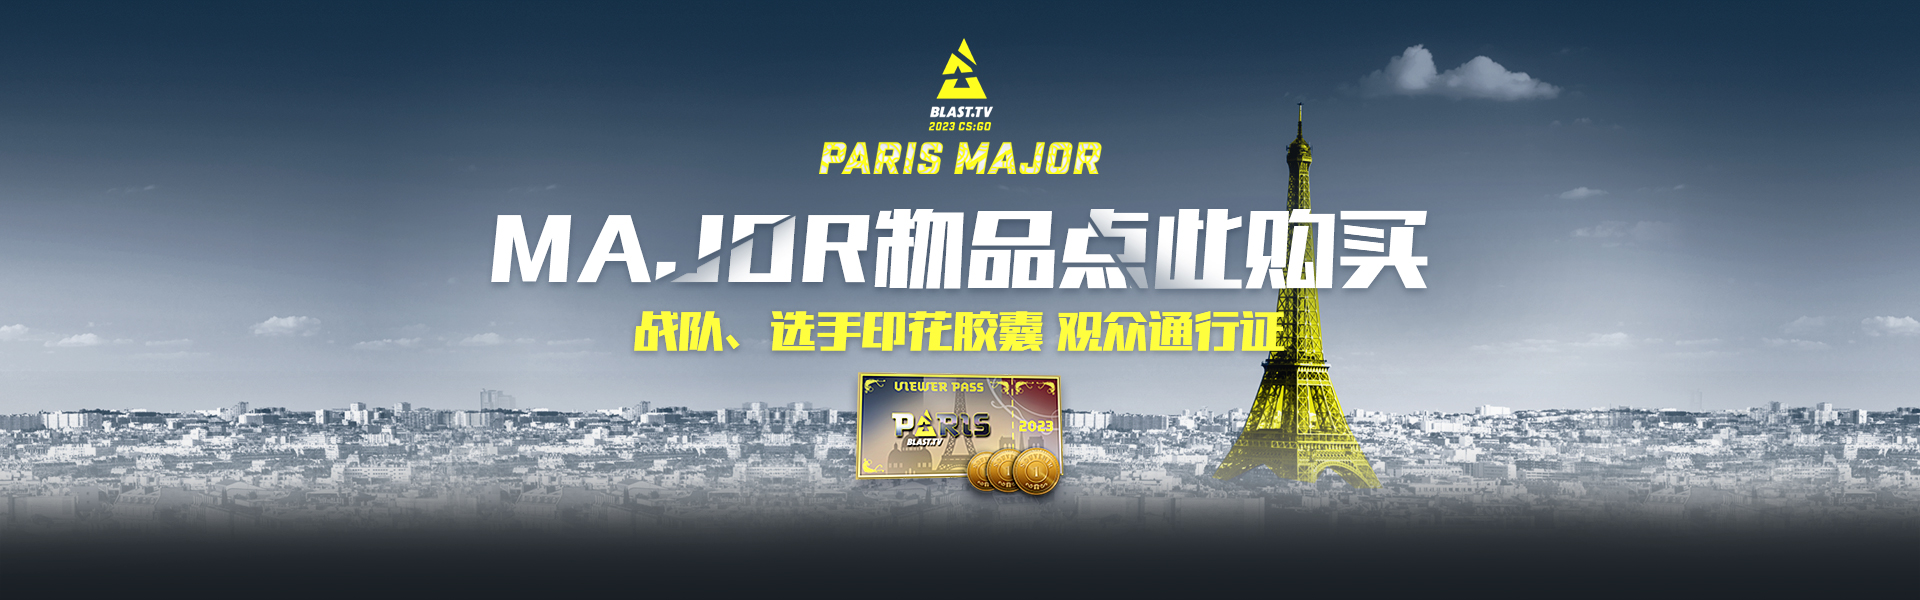 BLAST.TV
2023 CS:GO
PARIS MAJOR
MAJOR物品点此购买
战队、选手印花胶囊 观众通行证
VIEWER PASS
PARIS
2023
BLAST.TV